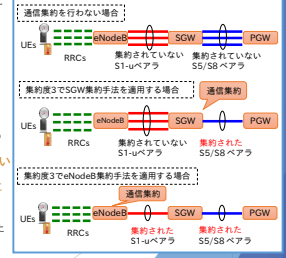 通信集約を行わない場合
eNodeB
SGW
PGW
UEs
RRCs
集約されていない
S1-uベアラ
集約されていない
S5/S8 ベアラ
集約度3でSGW集約手法を適用する場合
通信集約
eNodeB
SGW
PGW
UEs
RRCs
集約されていない
S1-uベアラ
集約された
S5/S8 ベアラ
集約度3でeNodeB集約手法を適用する場合
通信集約
eNodeB
SGW
PGW
UEs
RRCs
集約された
S1-uベアラ
集約された
S5/S8 ベアラ
い